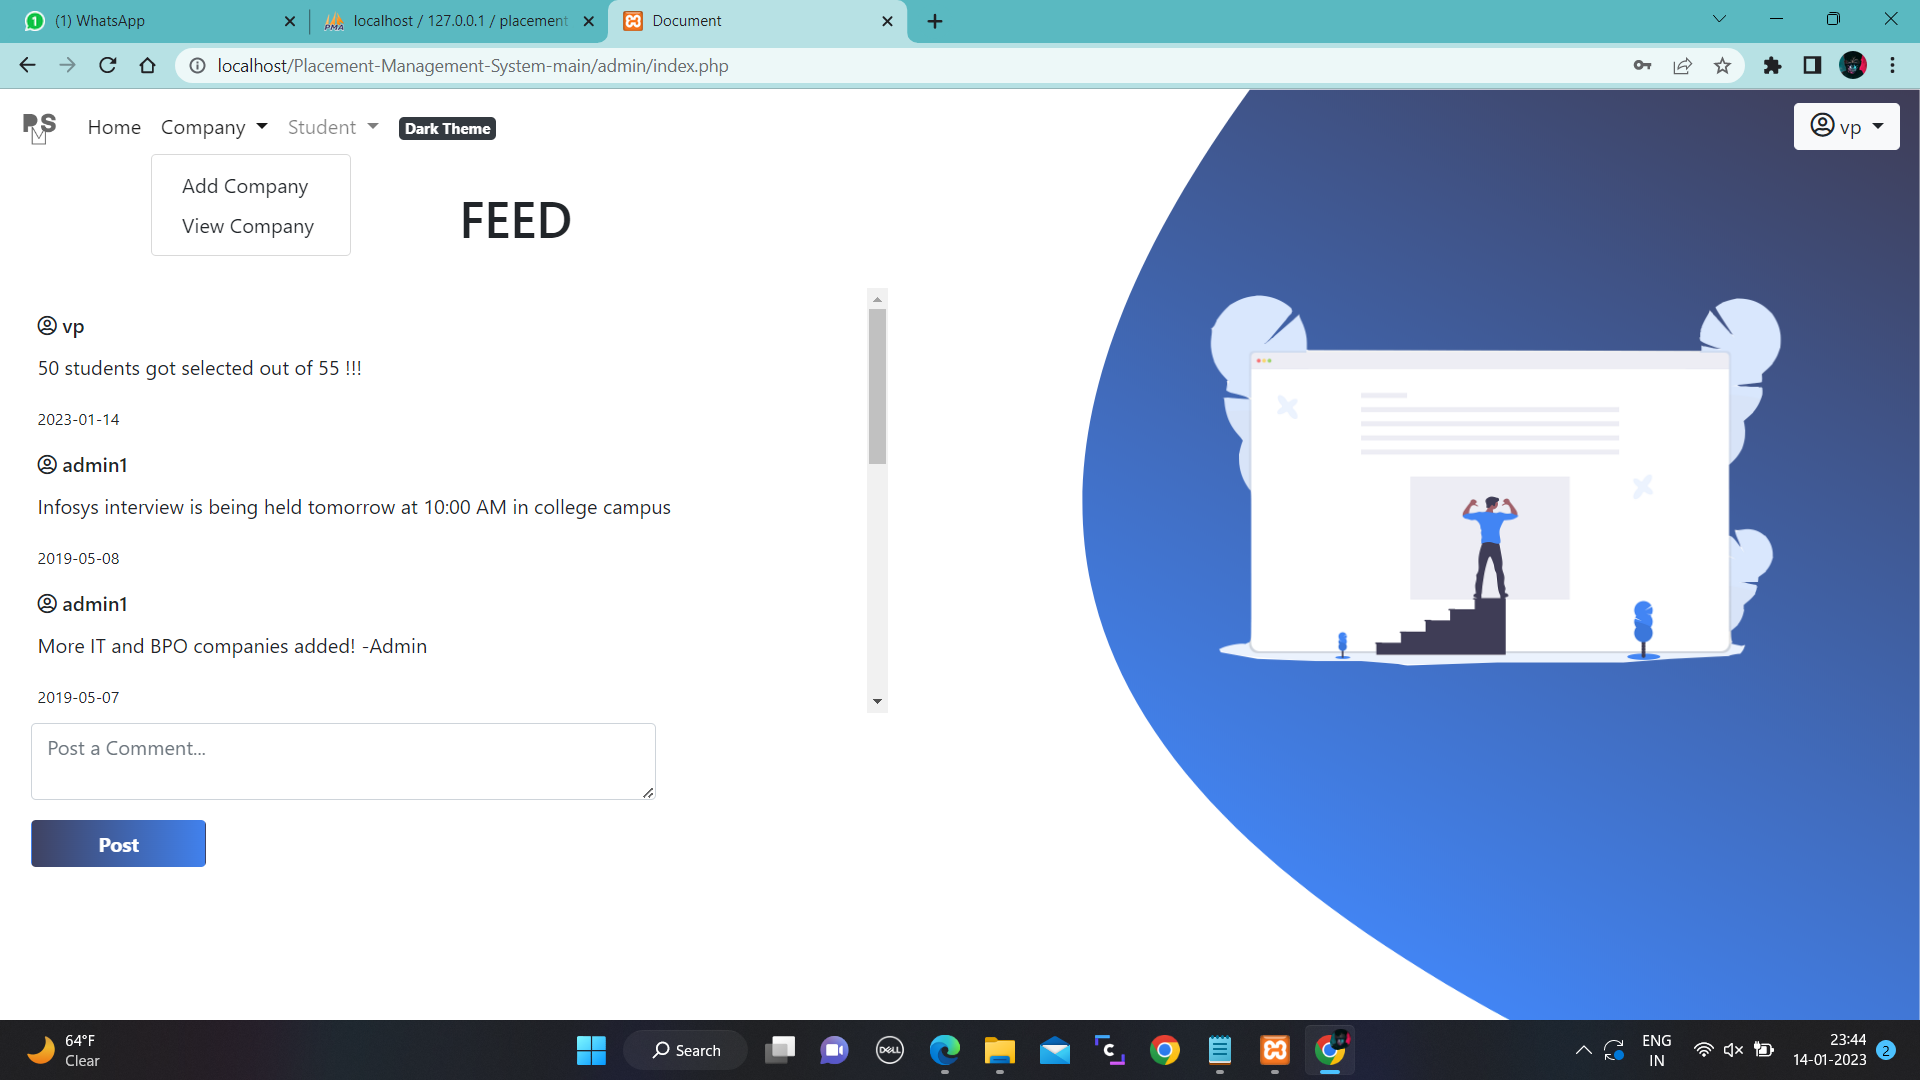 (1) WhatsApp
localhost / 127.0.0.1 / placement
Document
localhost/Placement-Management-System-main/admin/index.php
PMS
Home
Company
Student
Dark Theme
vp
Add Company
View Company
FEED
vp
50 students got selected out of 55 !!!
2023-01-14
admin1
Infosys interview is being held tomorrow at 10:00 AM in college campus
2019-05-08
admin1
More IT and BPO companies added! -Admin
2019-05-07
Post a Comment...
Post
64°F
Clear
Search
DELL
ENG
IN
23:44
14-01-2023
2